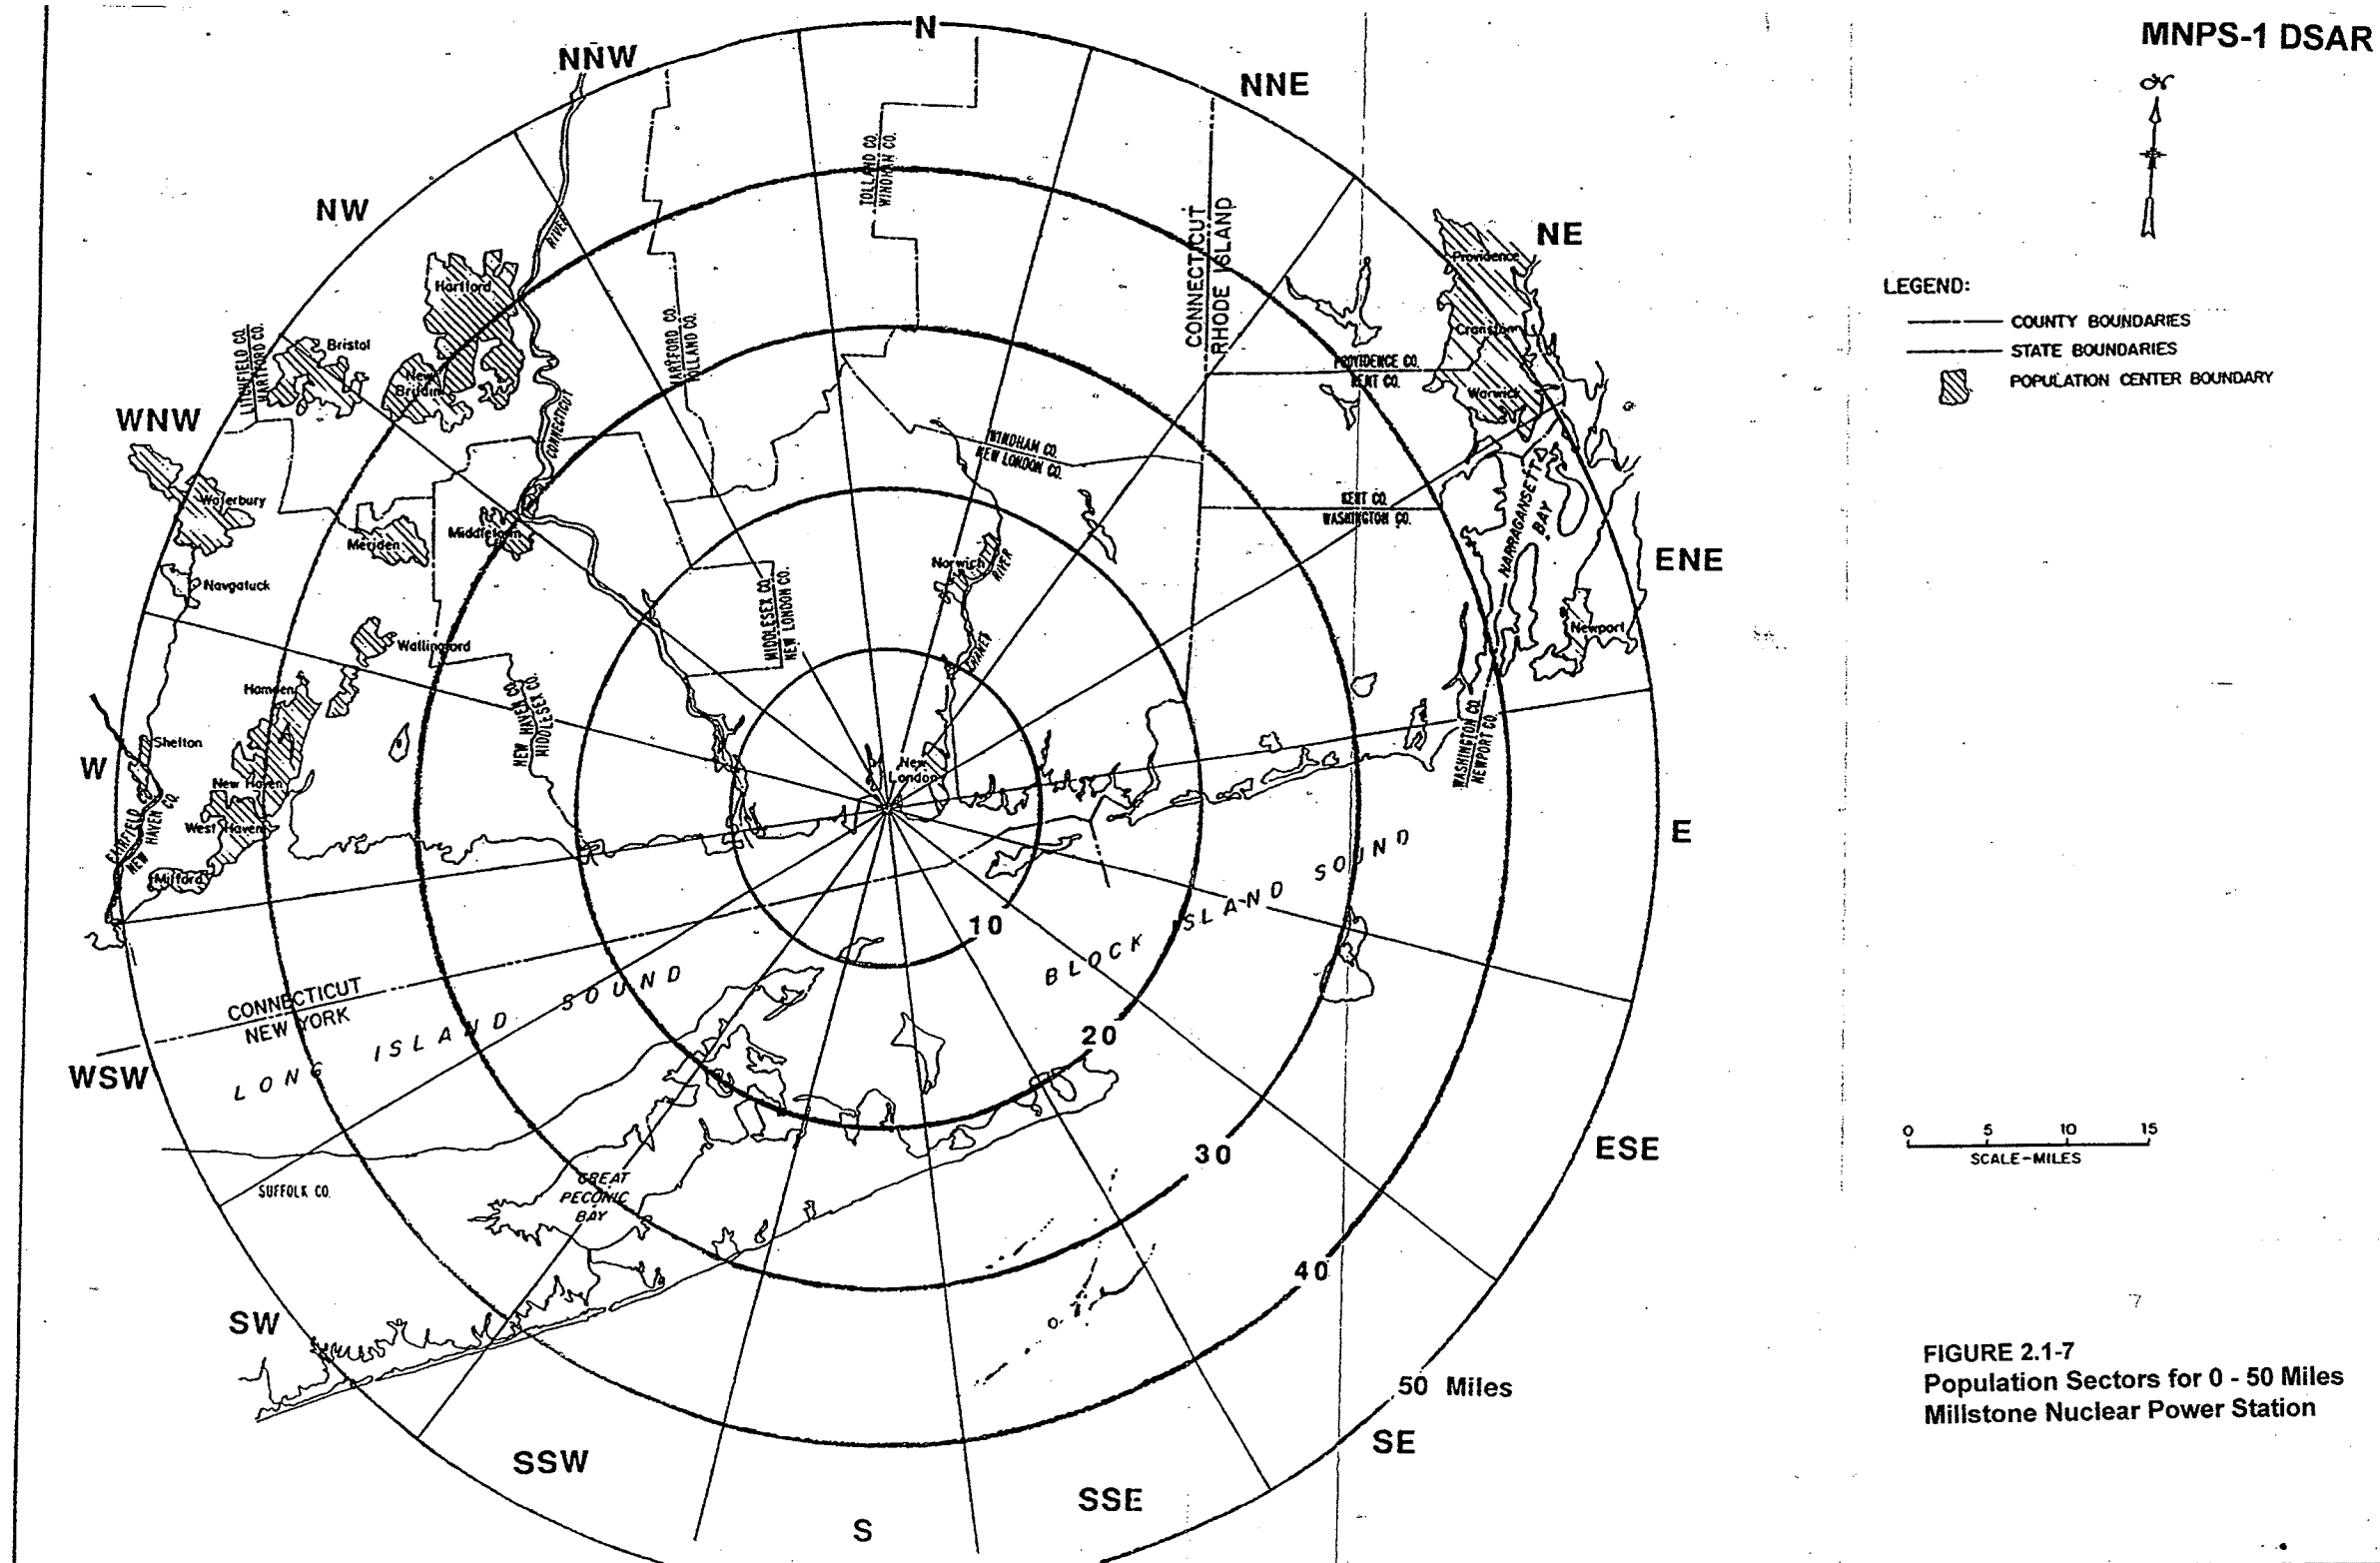 MNPS-1 DSAR
N
NNW
NNE
NW
NE
WNW
ENE
W
E
WSW
ESE
SW
SE
SSW
SSE
S
LEGEND:
COUNTY BOUNDARIES
STATE BOUNDARIES
POPULATION CENTER BOUNDARY
TOLLAND CO.
WINDHAM CO.
RIVER
CONNECTICUT
RHODE ISLAND
Providence
Cranston
Warwick
PROVIDENCE CO.
KENT CO.
Hartford
Bristol
New
Britain
LITCHFIELD CO.
HARTFORD CO.
HARTFORD CO.
TOLLAND CO.
CONNECTICUT
WINDHAM CO.
NEW LONDON CO.
KENT CO.
WASHINGTON CO.
NARRAGANSETT
BAY
Waterbury
Meriden
Middletown
Naugatuck
Norwich
RIVER
THAMES
MIDDLESEX CO.
NEW LONDON CO.
Newport
Wallingford
Hamden
NEW HAVEN CO.
MIDDLESEX CO.
WASHINGTON CO.
NEWPORT CO.
Shelton
New Haven
West Haven
FAIRFIELD CO.
NEW HAVEN CO.
Milford
New
London
10
20
30
40
50 Miles
BLOCK ISLAND SOUND
CONNECTICUT
NEW YORK
LONG ISLAND SOUND
SUFFOLK CO.
GREAT
PECONIC
BAY
0 5 10 15
SCALE-MILES
FIGURE 2.1-7
Population Sectors for 0 - 50 Miles
Millstone Nuclear Power Station